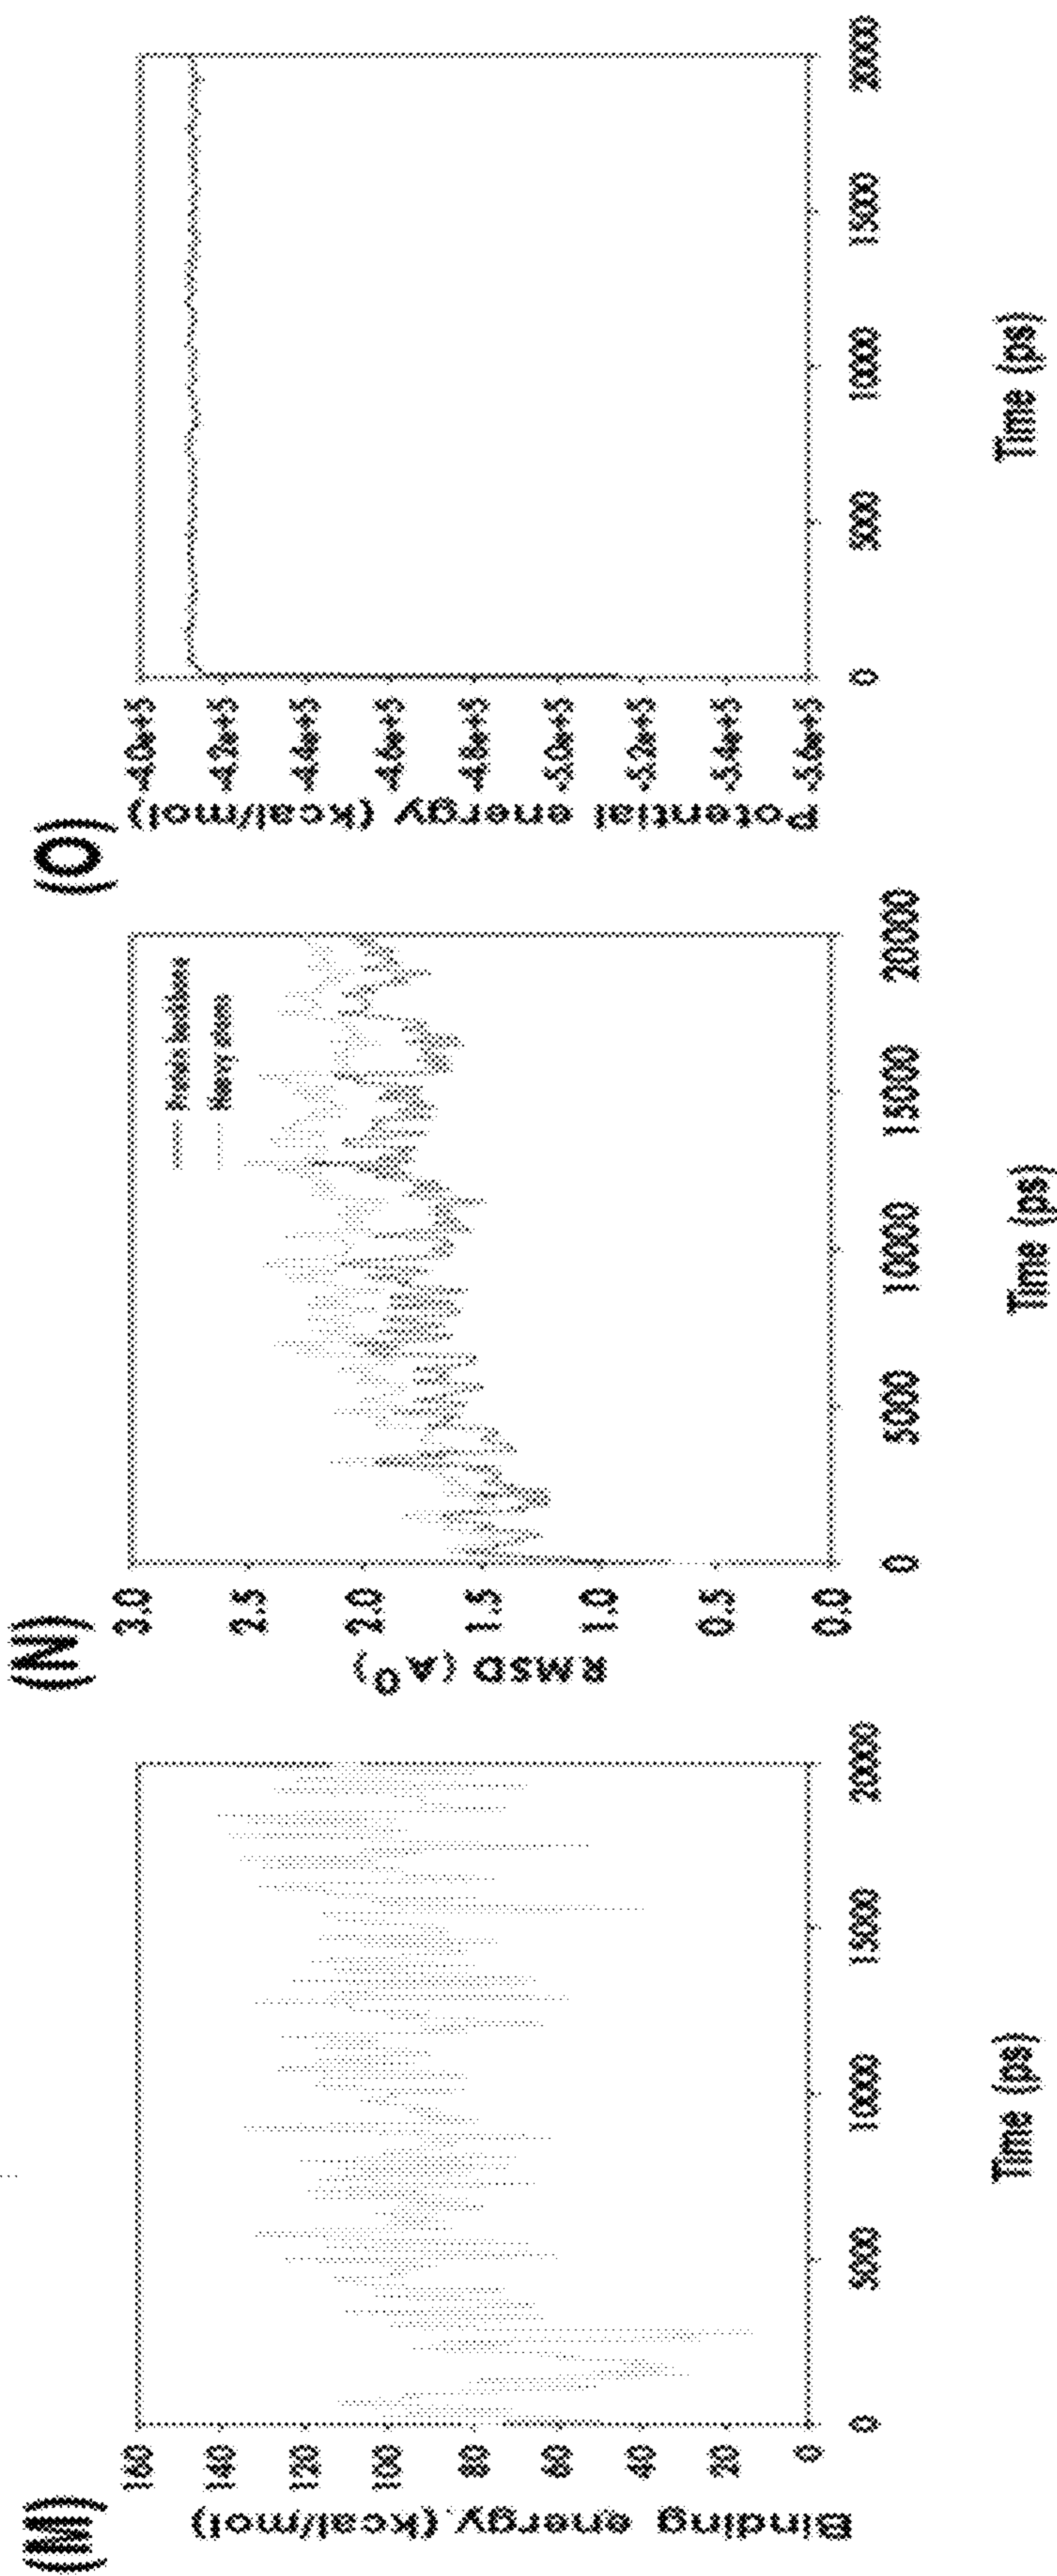 (M)
Binding energy (kcal/mol)
160
140
120
100
80
60
40
20
0
0
5000
10000
15000
20000
Time (ps)
(N)
RMSD (A⁰)
3.0
2.5
2.0
1.5
1.0
0.5
0.0
Protein backbone
heavy atoms
0
5000
10000
15000
20000
Time (ps)
(O)
Potential energy (kcal/mol)
-4.0e+5
-4.2e+5
-4.4e+5
-4.6e+5
-4.8e+5
-5.0e+5
-5.2e+5
-5.4e+5
-5.6e+5
0
5000
10000
15000
20000
Time (ps)